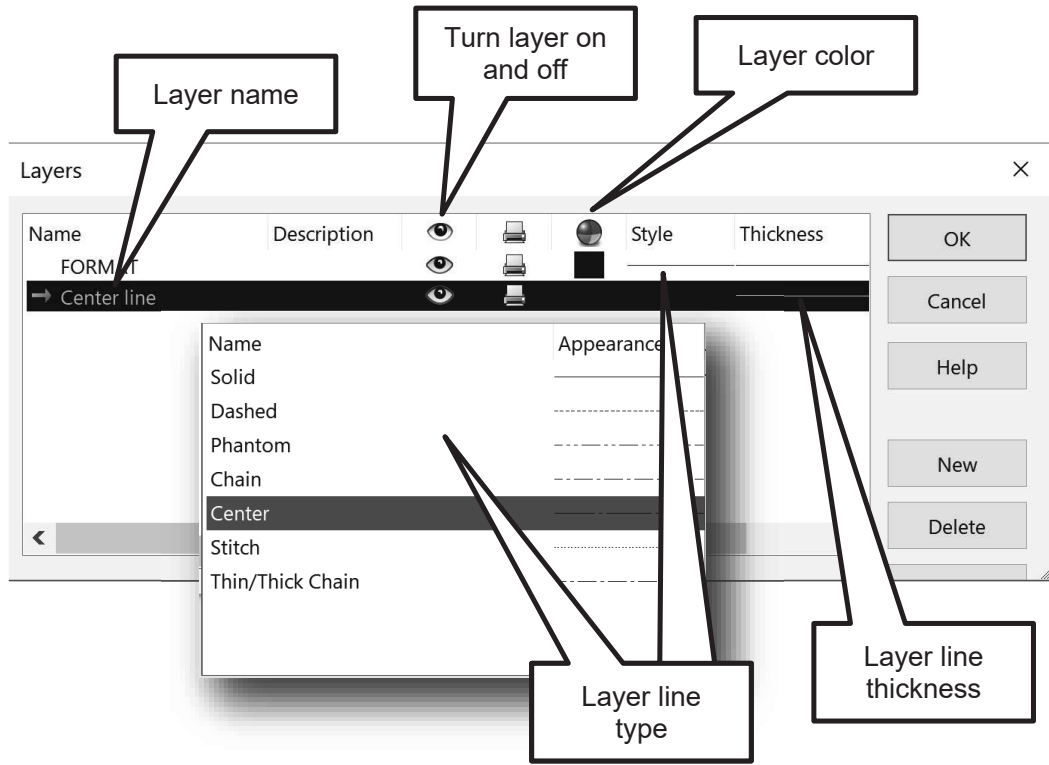 Turn layer on
and off
Layer color
Layer name
Layers
Name Description Style Thickness
FORMAT
Center line
OK
Cancel
Help
New
Delete
Name Appearance
Solid
Dashed
Phantom
Chain
Center
Stitch
Thin/Thick Chain
Layer line
type
Layer line
thickness